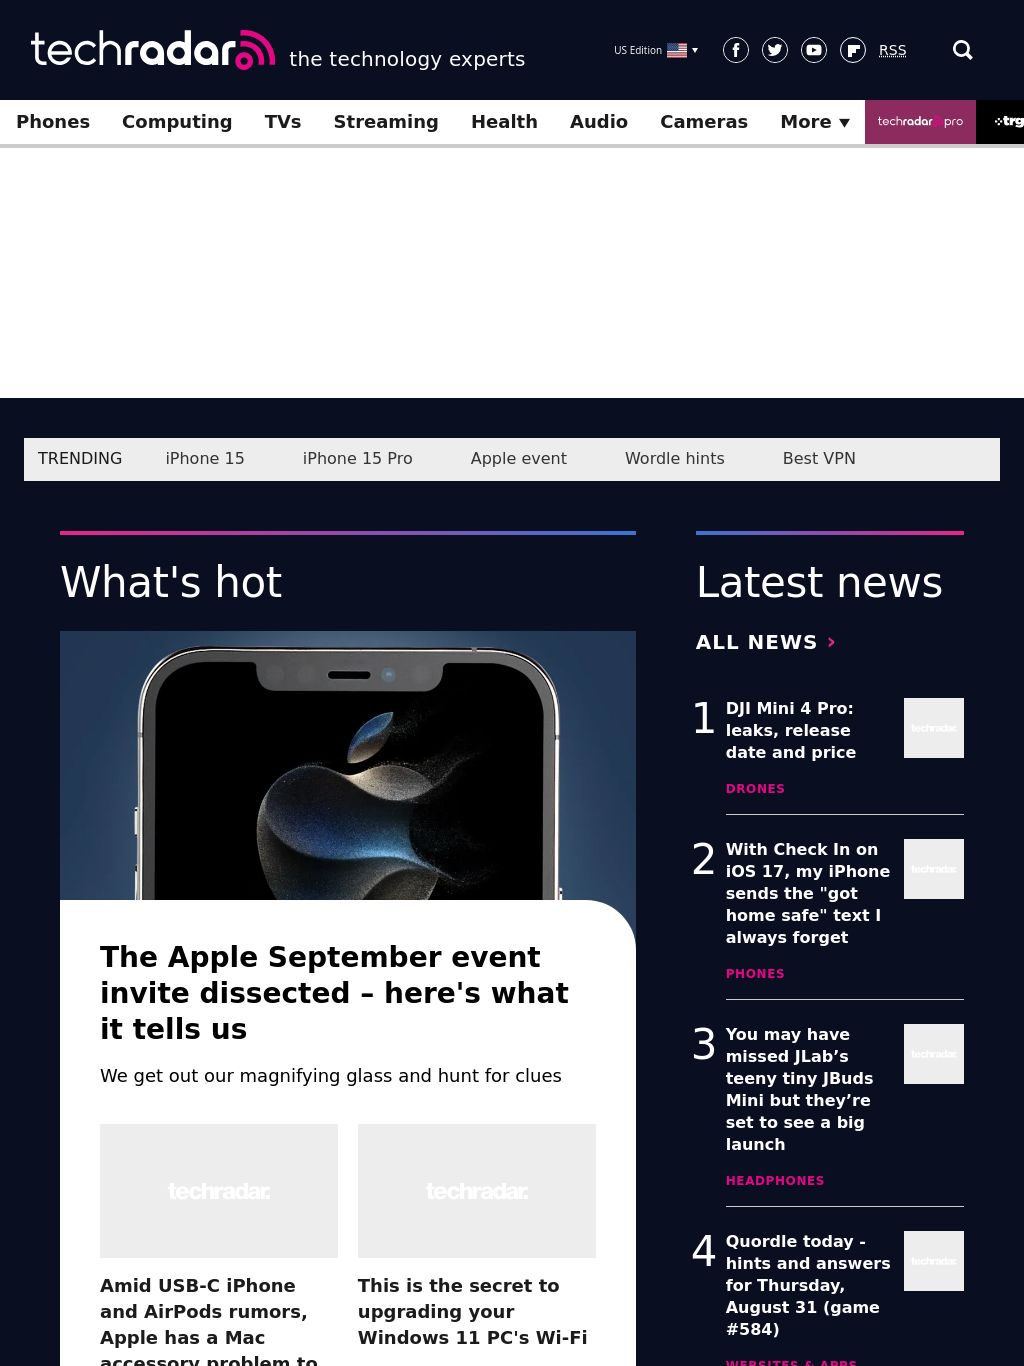 techradar
the technology experts
US Edition
RSS
Phones
Computing
TVs
Streaming
Health
Audio
Cameras
More
techradar pro
trg
TRENDING
iPhone 15
iPhone 15 Pro
Apple event
Wordle hints
Best VPN
What's hot
The Apple September event
invite dissected – here's what
it tells us
We get out our magnifying glass and hunt for clues
techradar.
techradar.
Amid USB-C iPhone
and AirPods rumors,
Apple has a Mac
accessory problem to
This is the secret to
upgrading your
Windows 11 PC's Wi-Fi
Latest news
ALL NEWS ›
1
DJI Mini 4 Pro:
leaks, release
date and price
techradar.
DRONES
2
With Check In on
iOS 17, my iPhone
sends the "got
home safe" text I
always forget
techradar.
PHONES
3
You may have
missed JLab’s
teeny tiny JBuds
Mini but they’re
set to see a big
launch
techradar.
HEADPHONES
4
Quordle today -
hints and answers
for Thursday,
August 31 (game
#584)
techradar.
WEBSITES & APPS